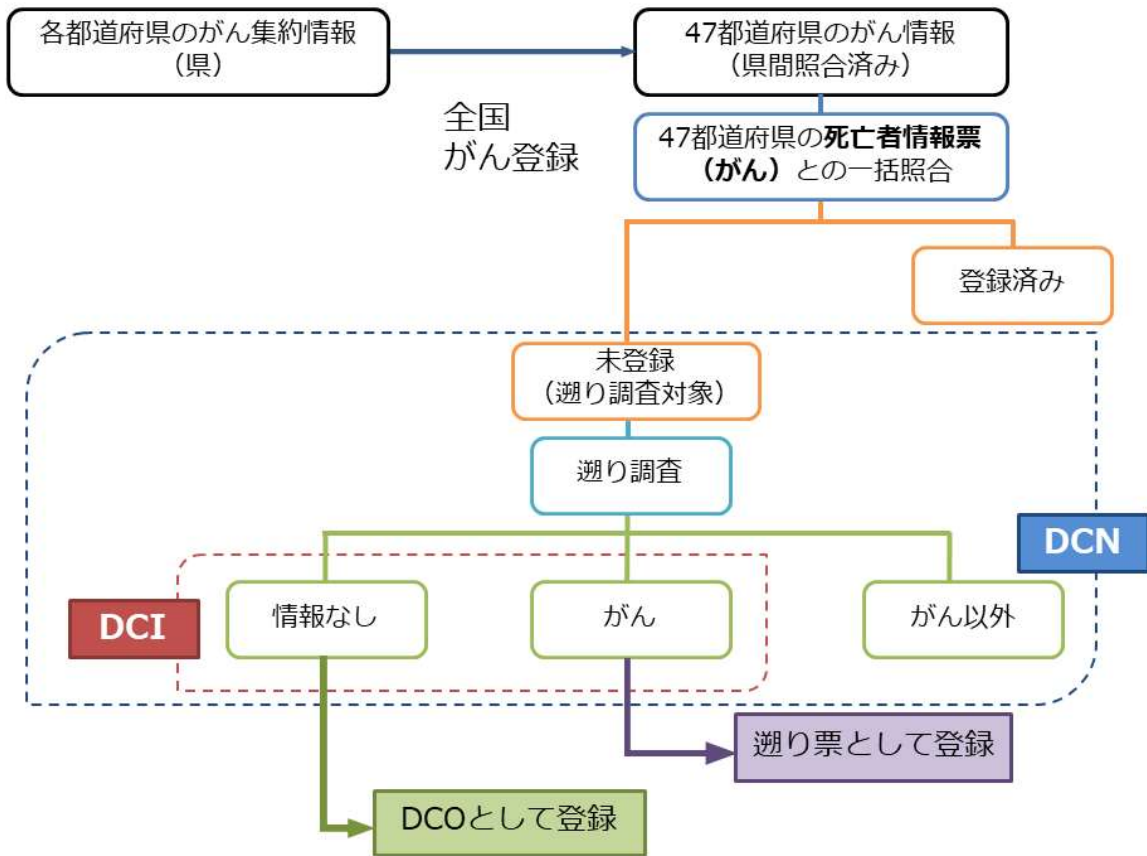 各都道府県のがん集約情報
（県）
47都道府県のがん情報
（県間照合済み）
全国
がん登録
47都道府県の死亡者情報票
（がん）との一括照合
登録済み
未登録
（遡り調査対象）
遡り調査
DCN
DCI
情報なし
がん
がん以外
遡り票として登録
DCOとして登録